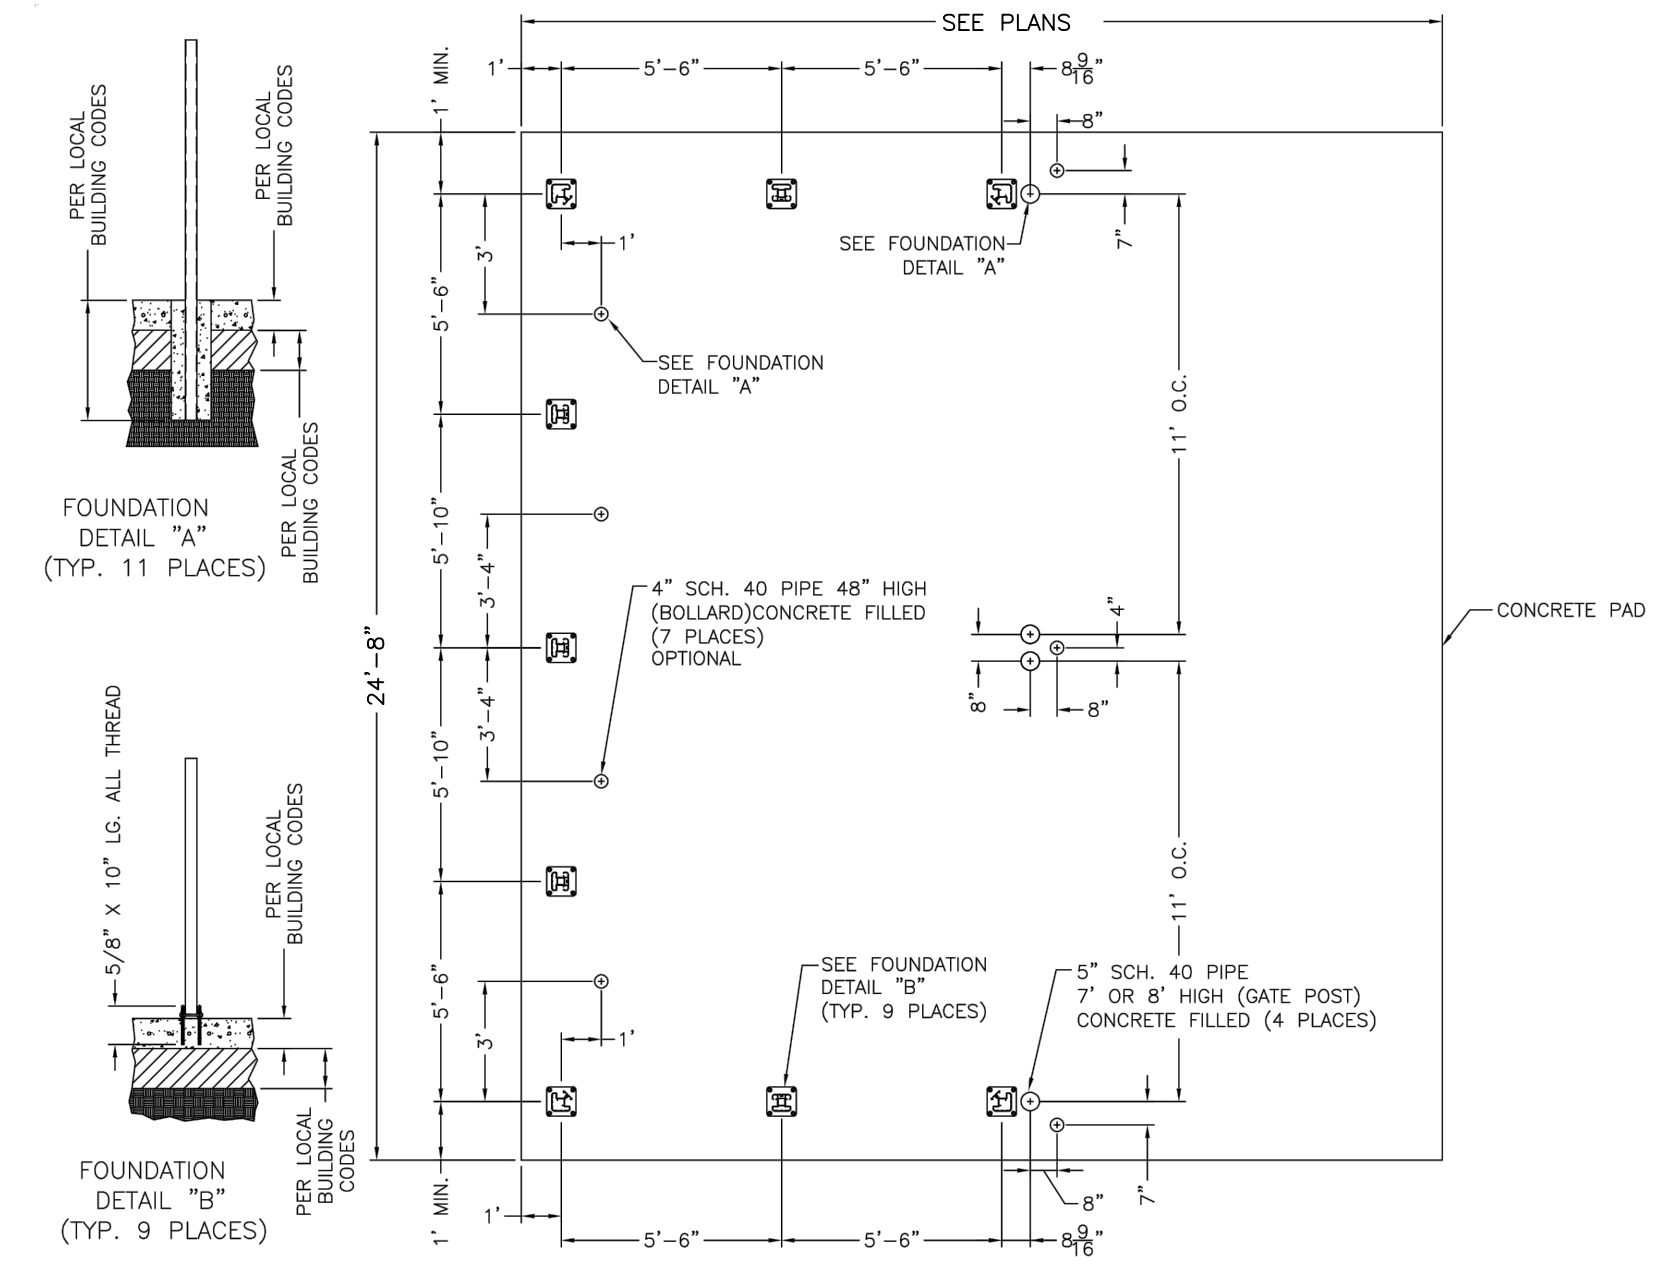 SEE PLANS
1'
5'-6"
5'-6"
8 9/16"
8"
1' MIN.
7"
SEE FOUNDATION
DETAIL "A"
1'
3'
5'-6"
SEE FOUNDATION
DETAIL "A"
11' O.C.
5'-10"
3'-4"
4" SCH. 40 PIPE 48" HIGH
(BOLLARD)CONCRETE FILLED
(7 PLACES)
OPTIONAL
4"
8"
8"
CONCRETE PAD
24'-8"
3'-4"
5'-10"
11' O.C.
5'-6"
3'
1'
SEE FOUNDATION
DETAIL "B"
(TYP. 9 PLACES)
5" SCH. 40 PIPE
7' OR 8' HIGH (GATE POST)
CONCRETE FILLED (4 PLACES)
1' MIN.
1'
5'-6"
5'-6"
8 9/16"
8"
7"
PER LOCAL
BUILDING CODES
PER LOCAL
BUILDING CODES
PER LOCAL
BUILDING CODES
FOUNDATION
DETAIL "A"
(TYP. 11 PLACES)
5/8" X 10" LG. ALL THREAD
PER LOCAL
BUILDING CODES
PER LOCAL
BUILDING
CODES
FOUNDATION
DETAIL "B"
(TYP. 9 PLACES)